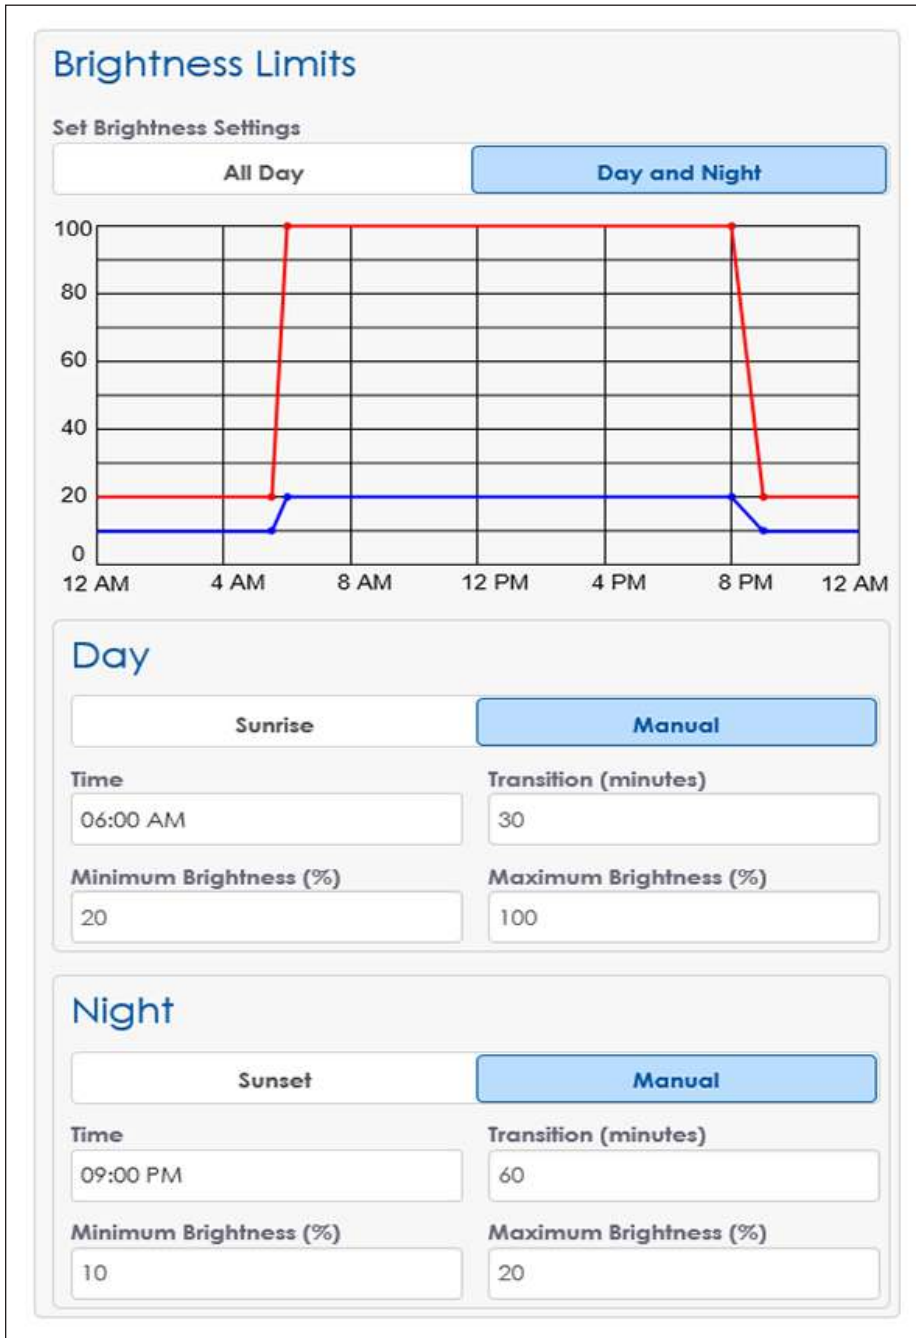 Brightness Limits
Set Brightness Settings
All Day Day and Night
100
80
60
40
20
0
12 AM 4 AM 8 AM 12 PM 4 PM 8 PM 12 AM
Day
Sunrise Manual
Time Transition (minutes)
06:00 AM 30
Minimum Brightness (%) Maximum Brightness (%)
20 100
Night
Sunset Manual
Time Transition (minutes)
09:00 PM 60
Minimum Brightness (%) Maximum Brightness (%)
10 20